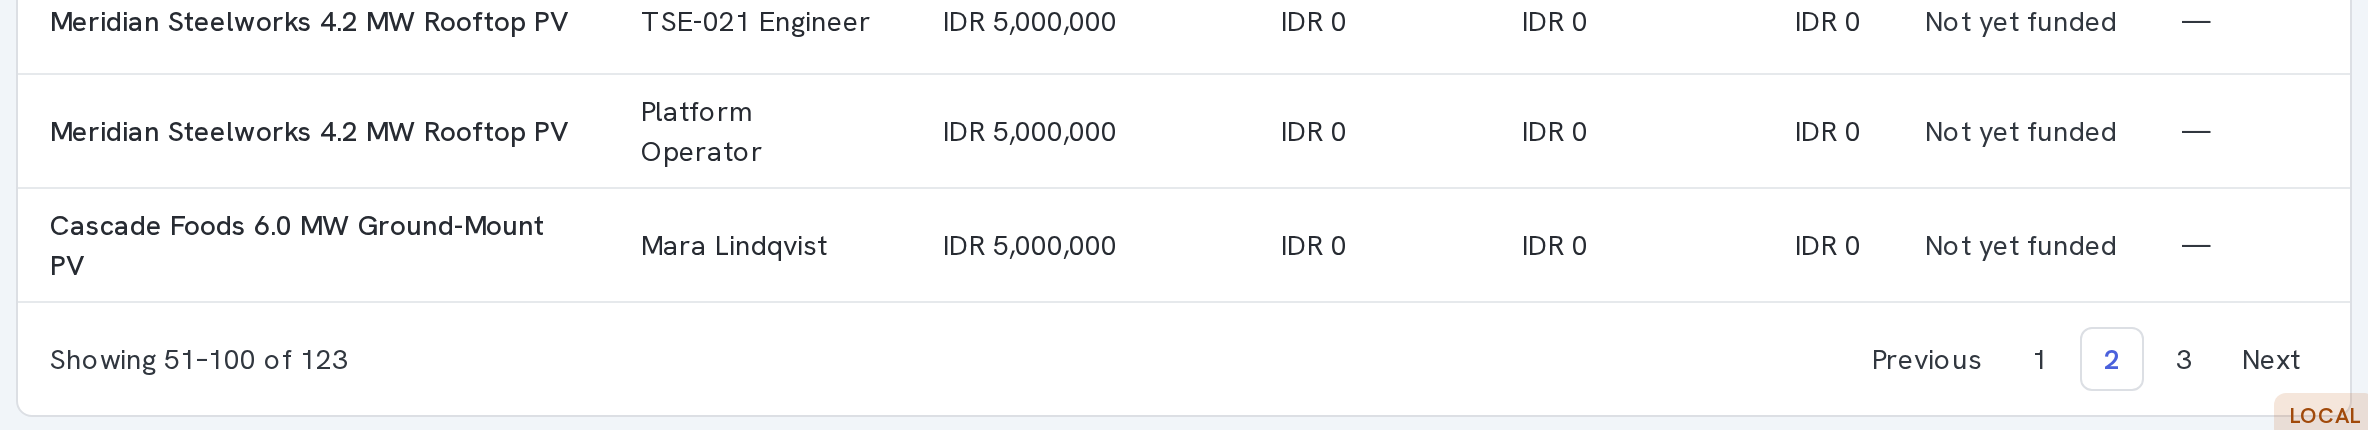 Meridian Steelworks 4.2 MW Rooftop PV TSE-021 Engineer IDR 5,000,000 IDR 0 IDR 0 IDR 0 Not yet funded —
Meridian Steelworks 4.2 MW Rooftop PV Platform Operator IDR 5,000,000 IDR 0 IDR 0 IDR 0 Not yet funded —
Cascade Foods 6.0 MW Ground-Mount PV Mara Lindqvist IDR 5,000,000 IDR 0 IDR 0 IDR 0 Not yet funded —
Showing 51–100 of 123 Previous 1 2 3 Next
LOCAL